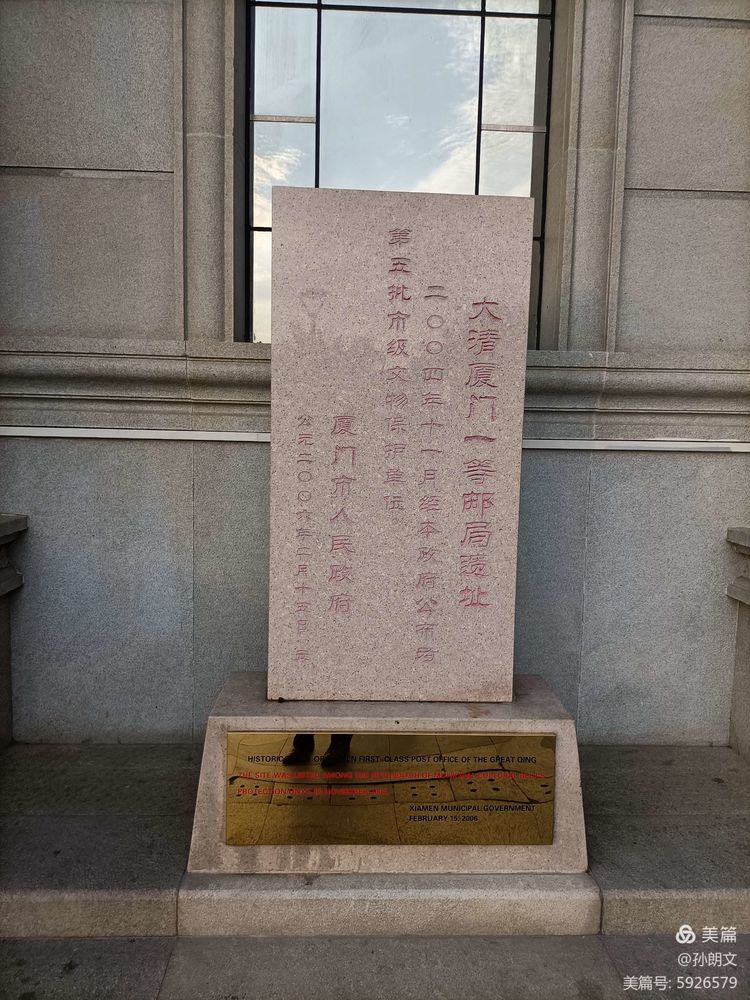 大清厦门一等邮局遗址
二〇〇四年十一月经本政府公布为
第五批市级文物保护单位
厦门市人民政府
公元二〇〇六年二月十五日立
HISTORIC OF FIRST-CLASS POST OFFICE OF THE GREAT QING
THE SITE WAS LISTED AMONG THE OF
PROTECTION
XIAMEN MUNICIPAL GOVERNMENT
FEBRUARY 15, 2006
美篇
@孙朗文
美篇号: 5926579